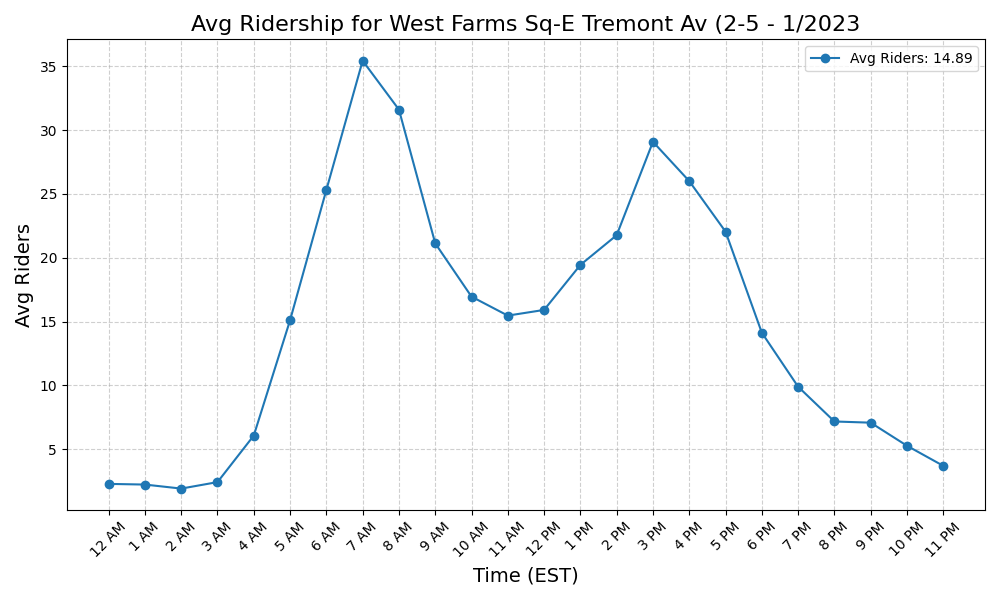 Avg Ridership for West Farms Sq-E Tremont Av (2-5 - 1/2023
Avg Riders: 14.89
Avg Riders
35
30
25
20
15
10
5
12 AM
1 AM
2 AM
3 AM
4 AM
5 AM
6 AM
7 AM
8 AM
9 AM
10 AM
11 AM
12 PM
1 PM
2 PM
3 PM
4 PM
5 PM
6 PM
7 PM
8 PM
9 PM
10 PM
11 PM
Time (EST)